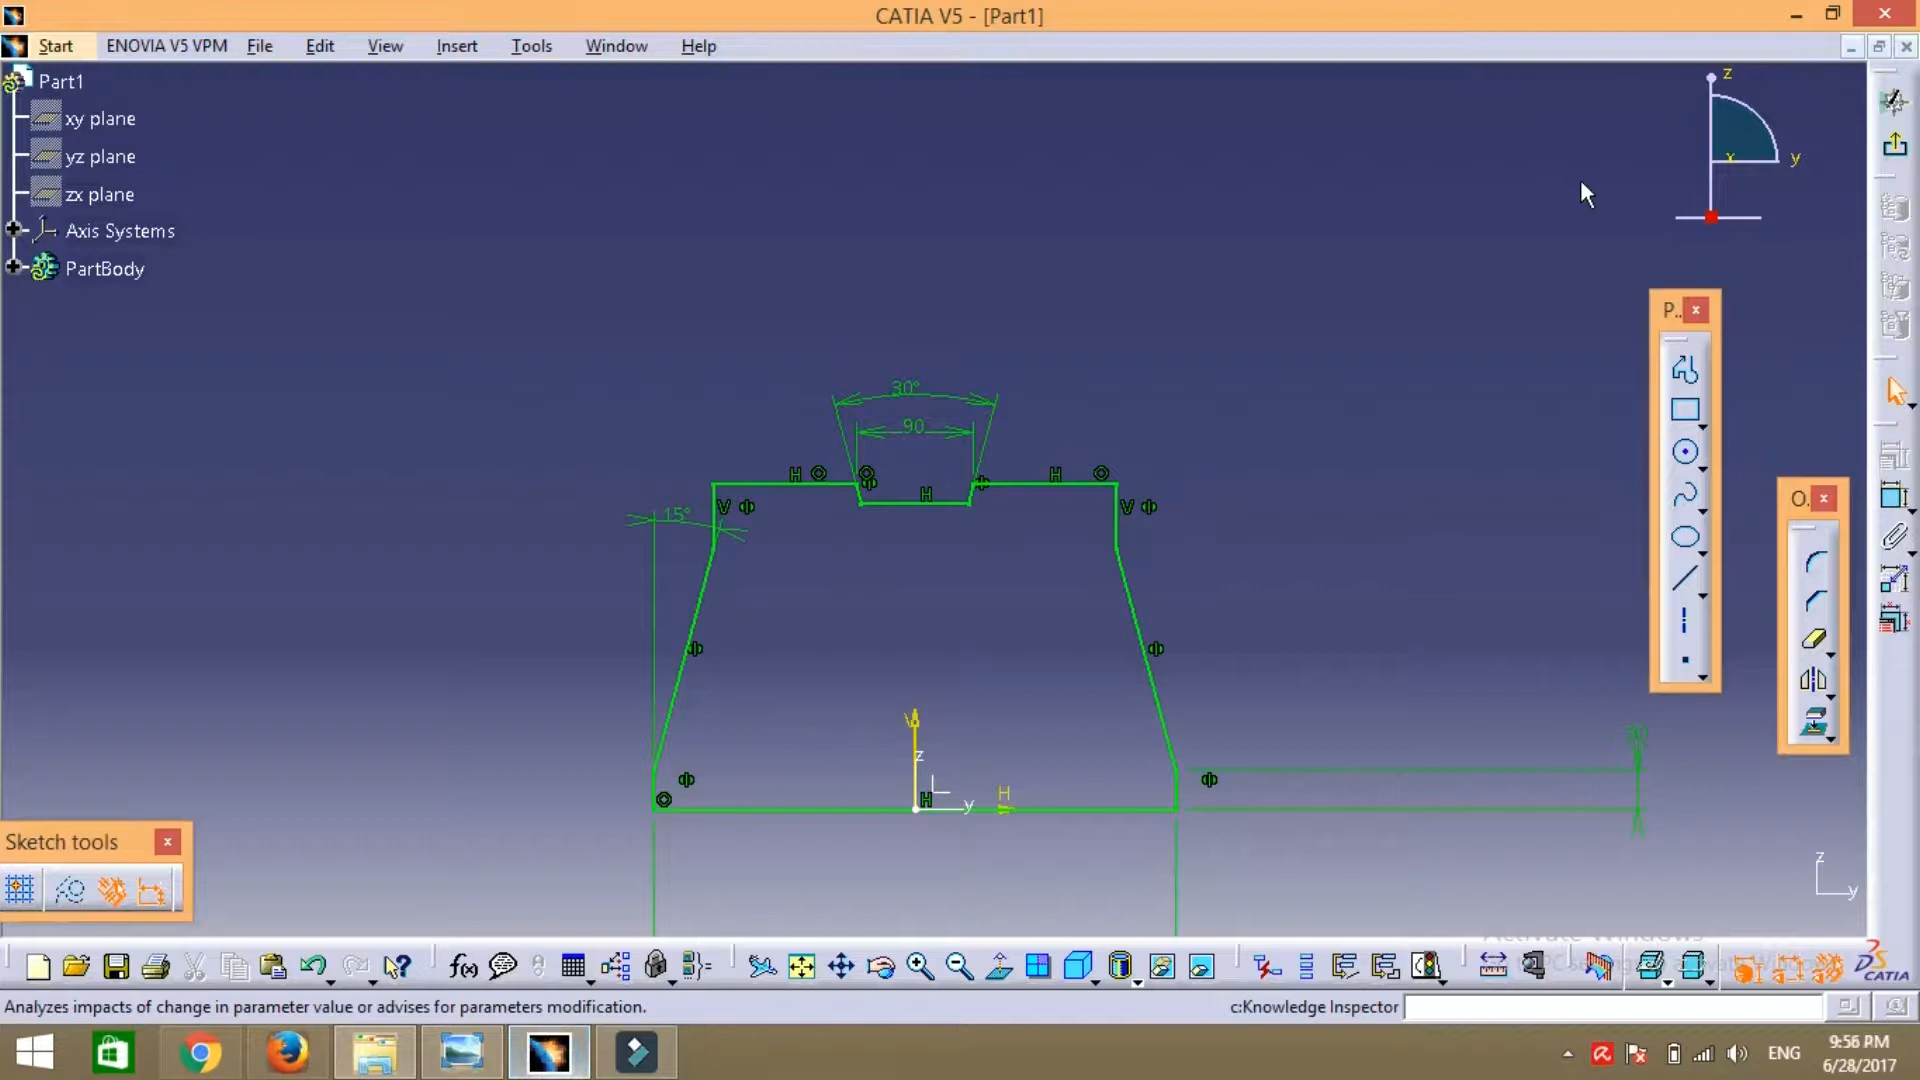 CATIA V5 - [Part1]
Start ENOVIA V5 VPM File Edit View Insert Tools Window Help
Part1
xy plane
yz plane
zx plane
Axis Systems
PartBody
z
x
y
P..
O.
30°
90
H
H
H
V
V
15°
V
z
H
y
H
30
z
y
Sketch tools
f(x)
CATIA
Analyzes impacts of change in parameter value or advises for parameters modification.
c:Knowledge Inspector
ENG
9:56 PM
6/28/2017